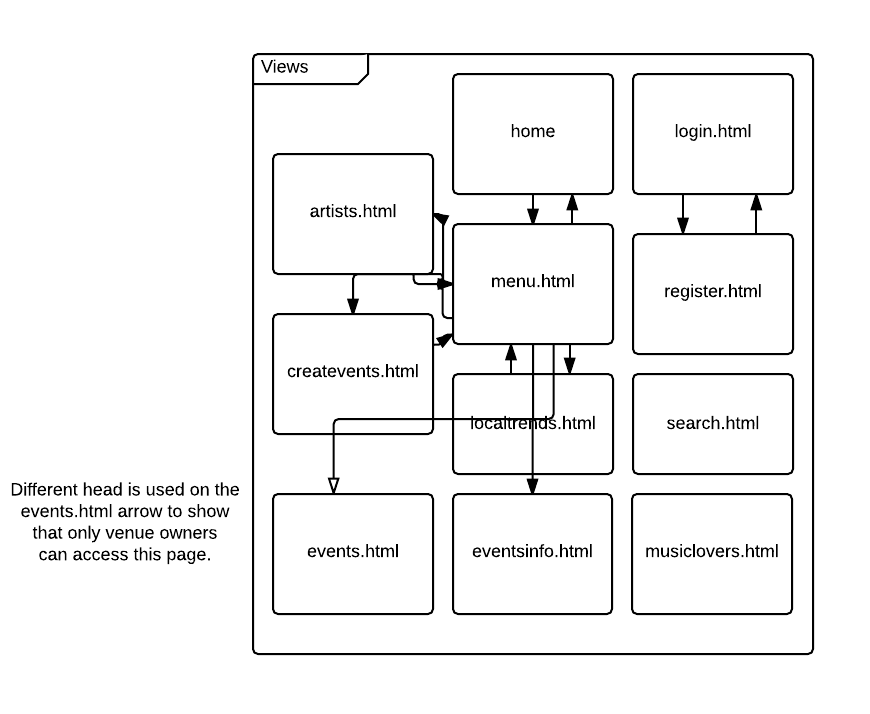 Views
home
login.html
artists.html
menu.html
register.html
createvents.html
localtrends.html
search.html
Different head is used on the
events.html arrow to show
that only venue owners
can access this page.
events.html
eventsinfo.html
musiclovers.html